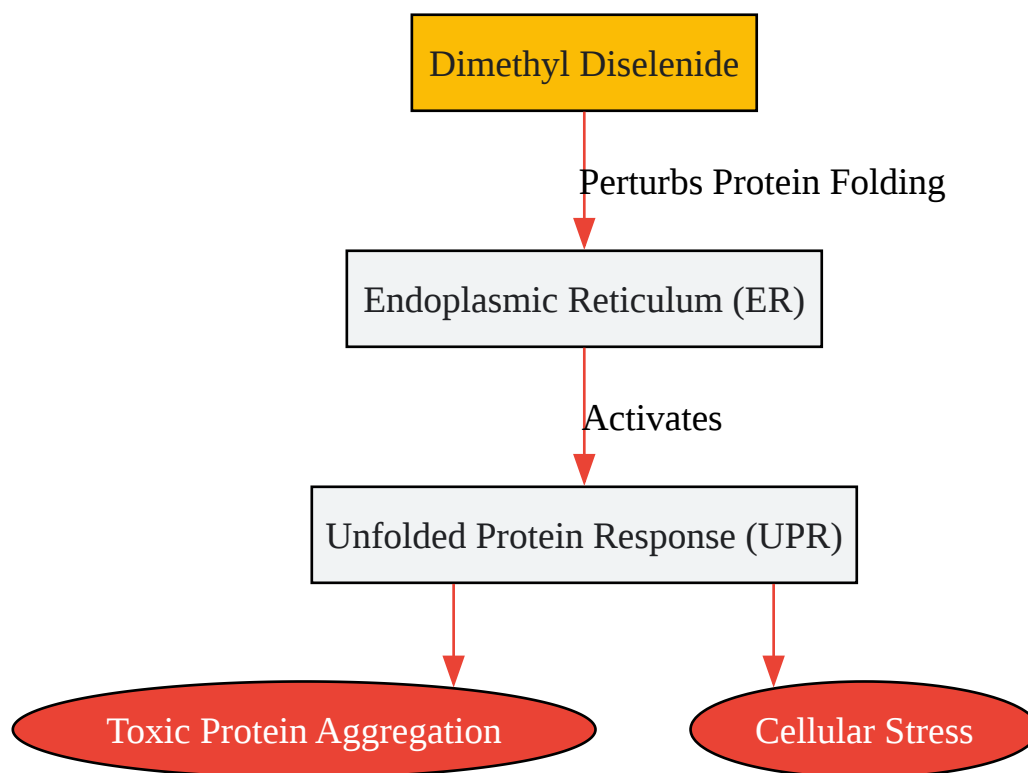 Dimethyl Diselenide
Perturbs Protein Folding
Endoplasmic Reticulum (ER)
Activates
Unfolded Protein Response (UPR)
Toxic Protein Aggregation
Cellular Stress